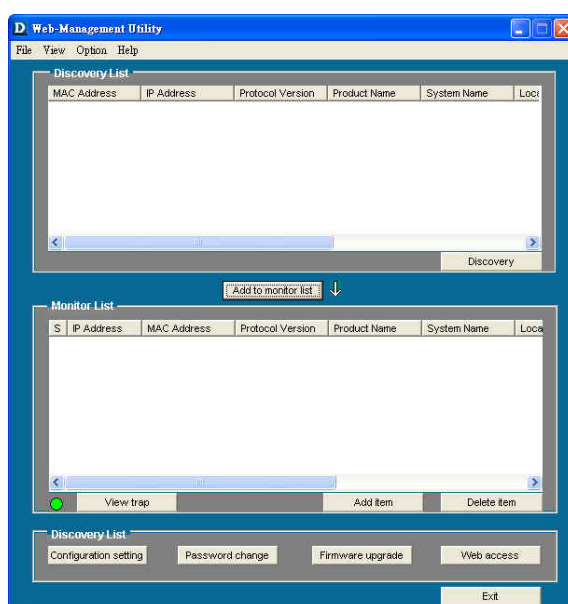 D Web-Management Utility
File View Option Help
Discovery List
MAC Address IP Address Protocol Version Product Name System Name Loca
Discovery
Add to monitor list
Monitor List
S IP Address MAC Address Protocol Version Product Name System Name Loca
View trap Add item Delete item
Discovery List
Configuration setting Password change Firmware upgrade Web access
Exit